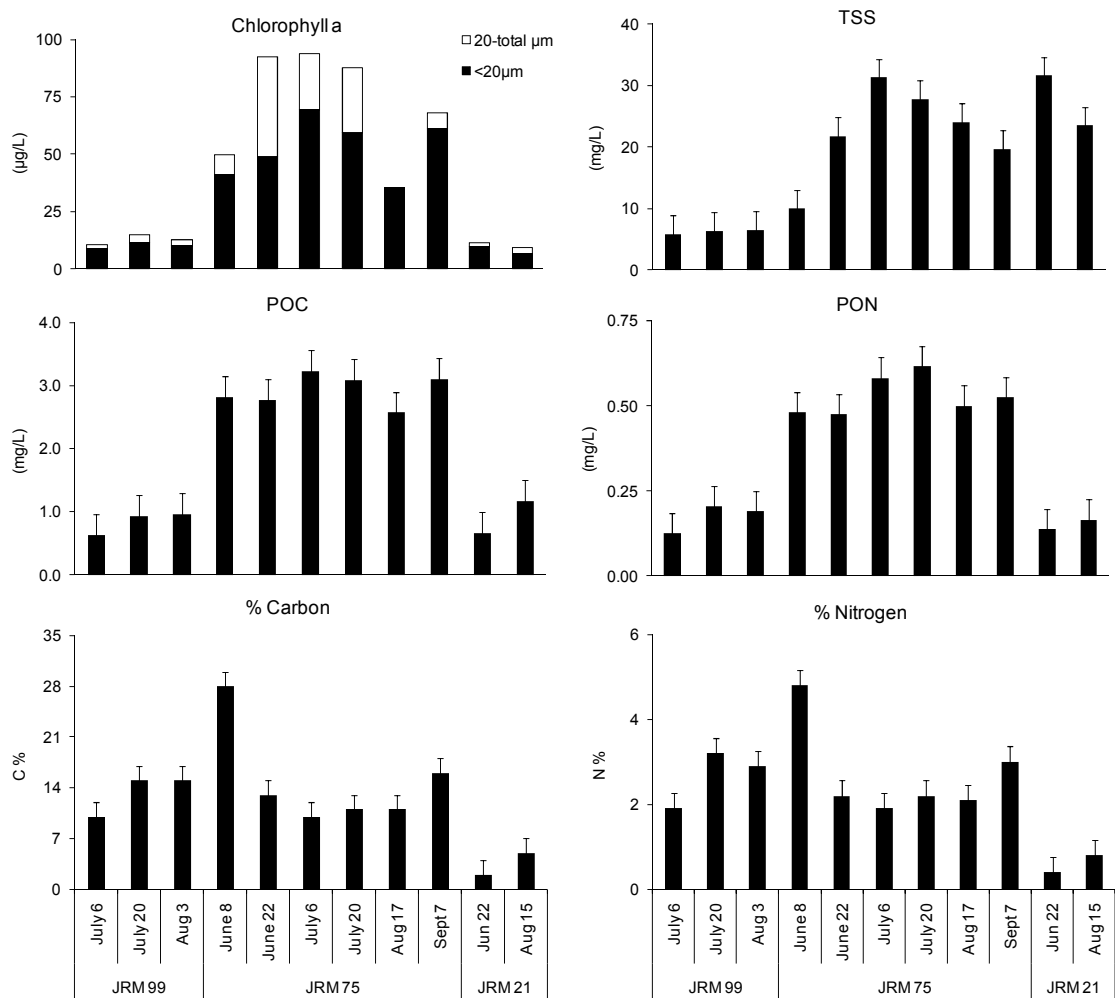 Chlorophyll a
20-total µm
<20µm
(µg/L)
100
75
50
25
0
TSS
(mg/L)
40
30
20
10
0
POC
(mg/L)
4.0
3.0
2.0
1.0
0.0
PON
(mg/L)
0.75
0.50
0.25
0.00
% Carbon
C %
35
28
21
14
7
0
July 6
July 20
Aug 3
June 8
June 22
July 6
July 20
Aug 17
Sept 7
Jun 22
Aug 15
JRM 99
JRM 75
JRM 21
% Nitrogen
N %
6
4
2
0
July 6
July 20
Aug 3
June 8
June 22
July 6
July 20
Aug 17
Sept 7
Jun 22
Aug 15
JRM 99
JRM 75
JRM 21